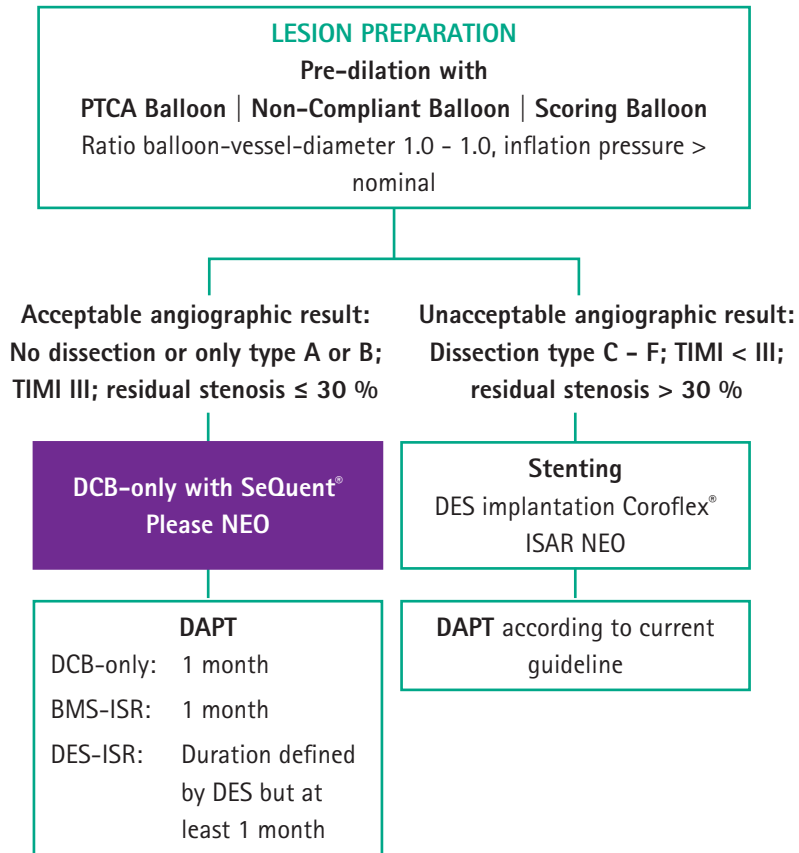 LESION PREPARATION
Pre-dilation with
PTCA Balloon | Non-Compliant Balloon | Scoring Balloon
Ratio balloon-vessel-diameter 1.0 - 1.0, inflation pressure >
nominal
Acceptable angiographic result:
No dissection or only type A or B;
TIMI III; residual stenosis ≤ 30 %
Unacceptable angiographic result:
Dissection type C - F; TIMI < III;
residual stenosis > 30 %
DCB-only with SeQuent®
Please NEO
Stenting
DES implantation Coroflex®
ISAR NEO
DAPT
DCB-only: 1 month
BMS-ISR: 1 month
DES-ISR: Duration defined
by DES but at
least 1 month
DAPT according to current
guideline